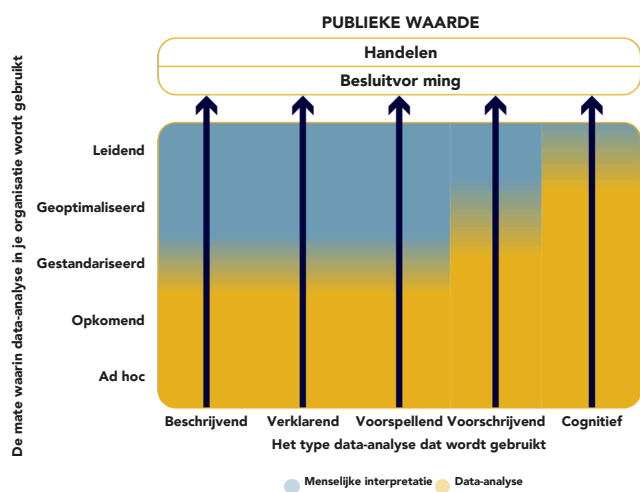 PUBLIEKE WAARDE
Handelen
Besluitvor ming
De mate waarin data-analyse in je organisatie wordt gebruikt
Leidend
Geoptimaliseerd
Gestandariseerd
Opkomend
Ad hoc
Beschrijvend Verklarend Voorspellend Voorschrijvend Cognitief
Het type data-analyse dat wordt gebruikt
Menselijke interpretatie Data-analyse